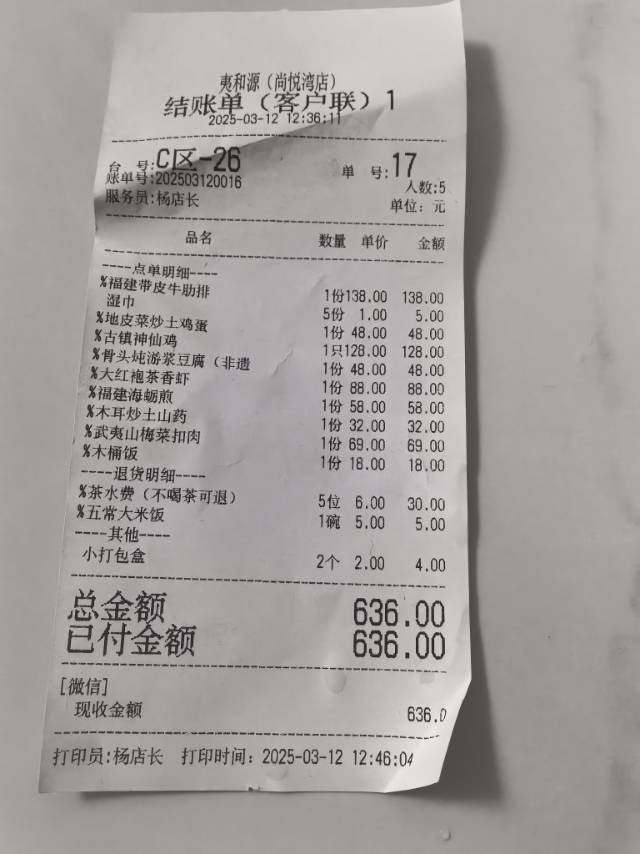 夷和源（尚悦湾店）
结账单（客户联）1
2025-03-12 12:36:11
台 号:C区-26 单 号:17
账单号:202503120016 人数:5
服务员:杨店长 单位: 元
品名 数量 单价 金额
----点单明细----
%福建带皮牛肋排 1份138.00 138.00
湿巾 5份 1.00 5.00
%地皮菜炒土鸡蛋 1份 48.00 48.00
%古镇神仙鸡 1只128.00 128.00
%骨头炖游浆豆腐（非遗 1份 48.00 48.00
%大红袍茶香虾 1份 88.00 88.00
%福建海蛎煎 1份 58.00 58.00
%木耳炒土山药 1份 32.00 32.00
%武夷山梅菜扣肉 1份 69.00 69.00
%木桶饭 1份 18.00 18.00
----退货明细----
%茶水费（不喝茶可退） 5位 6.00 30.00
%五常大米饭 1碗 5.00 5.00
----其他----
小打包盒 2个 2.00 4.00
总金额 636.00
已付金额 636.00
[微信]
现收金额 636.0
打印员:杨店长 打印时间: 2025-03-12 12:46:04